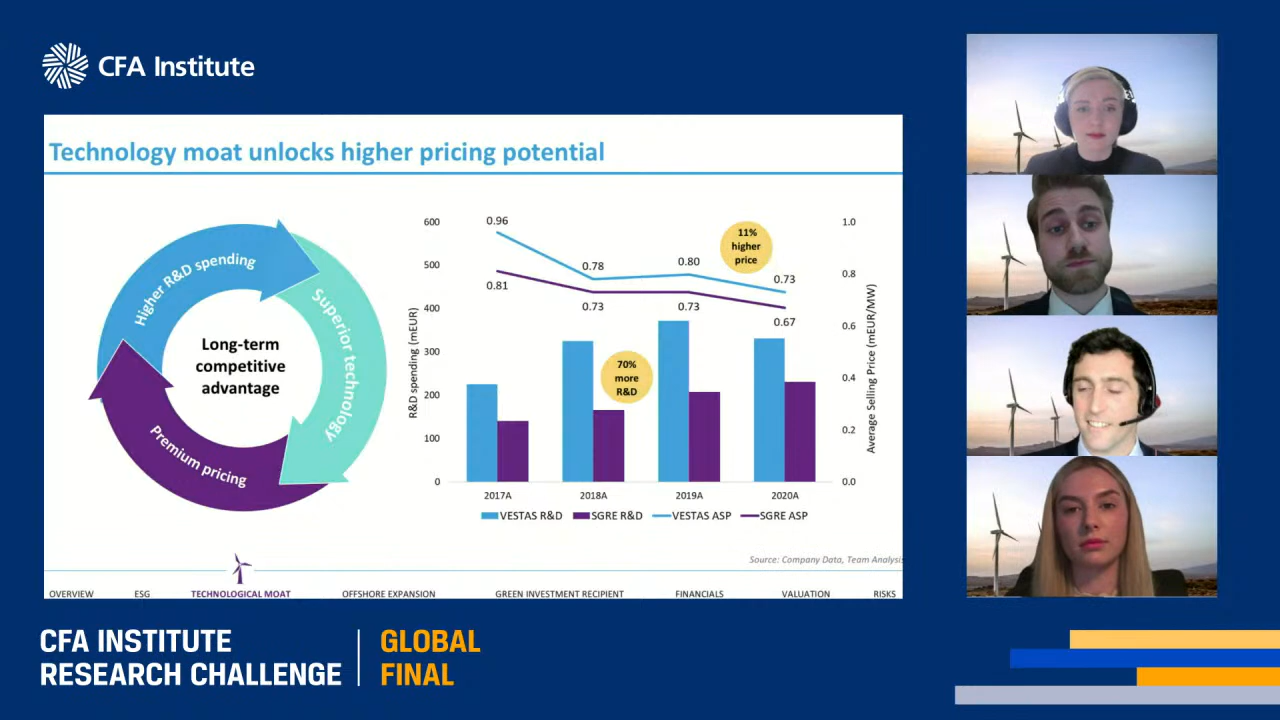 CFA Institute
Technology moat unlocks higher pricing potential
Higher R&D spending
Superior technology
Premium pricing
Long-term
competitive
advantage
R&D spending (mEUR)
600
500
400
300
200
100
0
0.96
0.78
0.80
0.73
0.81
0.73
0.73
0.67
11%
higher
price
70%
more
R&D
1.0
0.8
0.6
0.4
0.2
0.0
Average Selling Price (mEUR/MW)
2017A 2018A 2019A 2020A
VESTAS R&D SGRE R&D VESTAS ASP SGRE ASP
Source: Company Data, Team Analysis
OVERVIEW ESG TECHNOLOGICAL MOAT OFFSHORE EXPANSION GREEN INVESTMENT RECIPIENT FINANCIALS VALUATION RISKS
CFA INSTITUTE
RESEARCH CHALLENGE
GLOBAL
FINAL